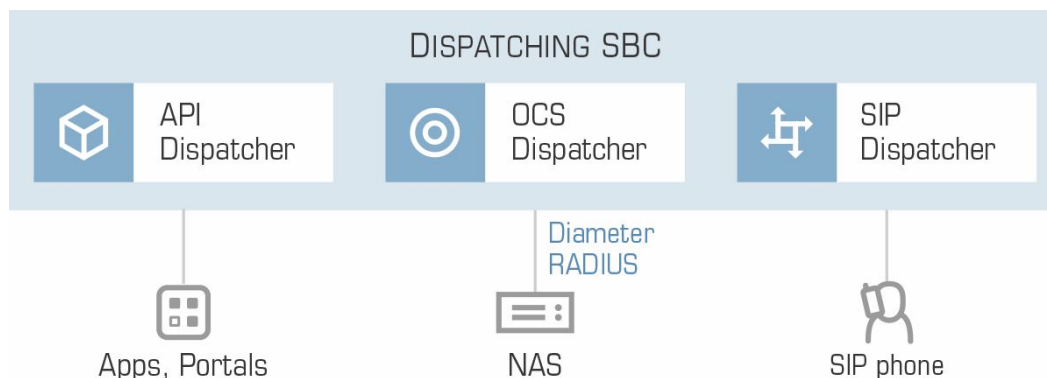 DISPATCHING SBC
API
Dispatcher
OCS
Dispatcher
SIP
Dispatcher
Diameter
RADIUS
Apps, Portals
NAS
SIP phone